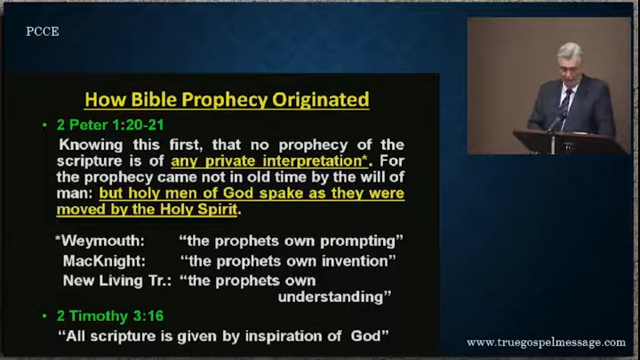 PCCE
How Bible Prophecy Originated
• 2 Peter 1:20-21
Knowing this first, that no prophecy of the
scripture is of any private interpretation*. For
the prophecy came not in old time by the will of
man: but holy men of God spake as they were
moved by the Holy Spirit.
*Weymouth: "the prophets own prompting"
MacKnight: "the prophets own invention"
New Living Tr.: "the prophets own
understanding"
• 2 Timothy 3:16
"All scripture is given by inspiration of God"
www.truegospelmessage.com